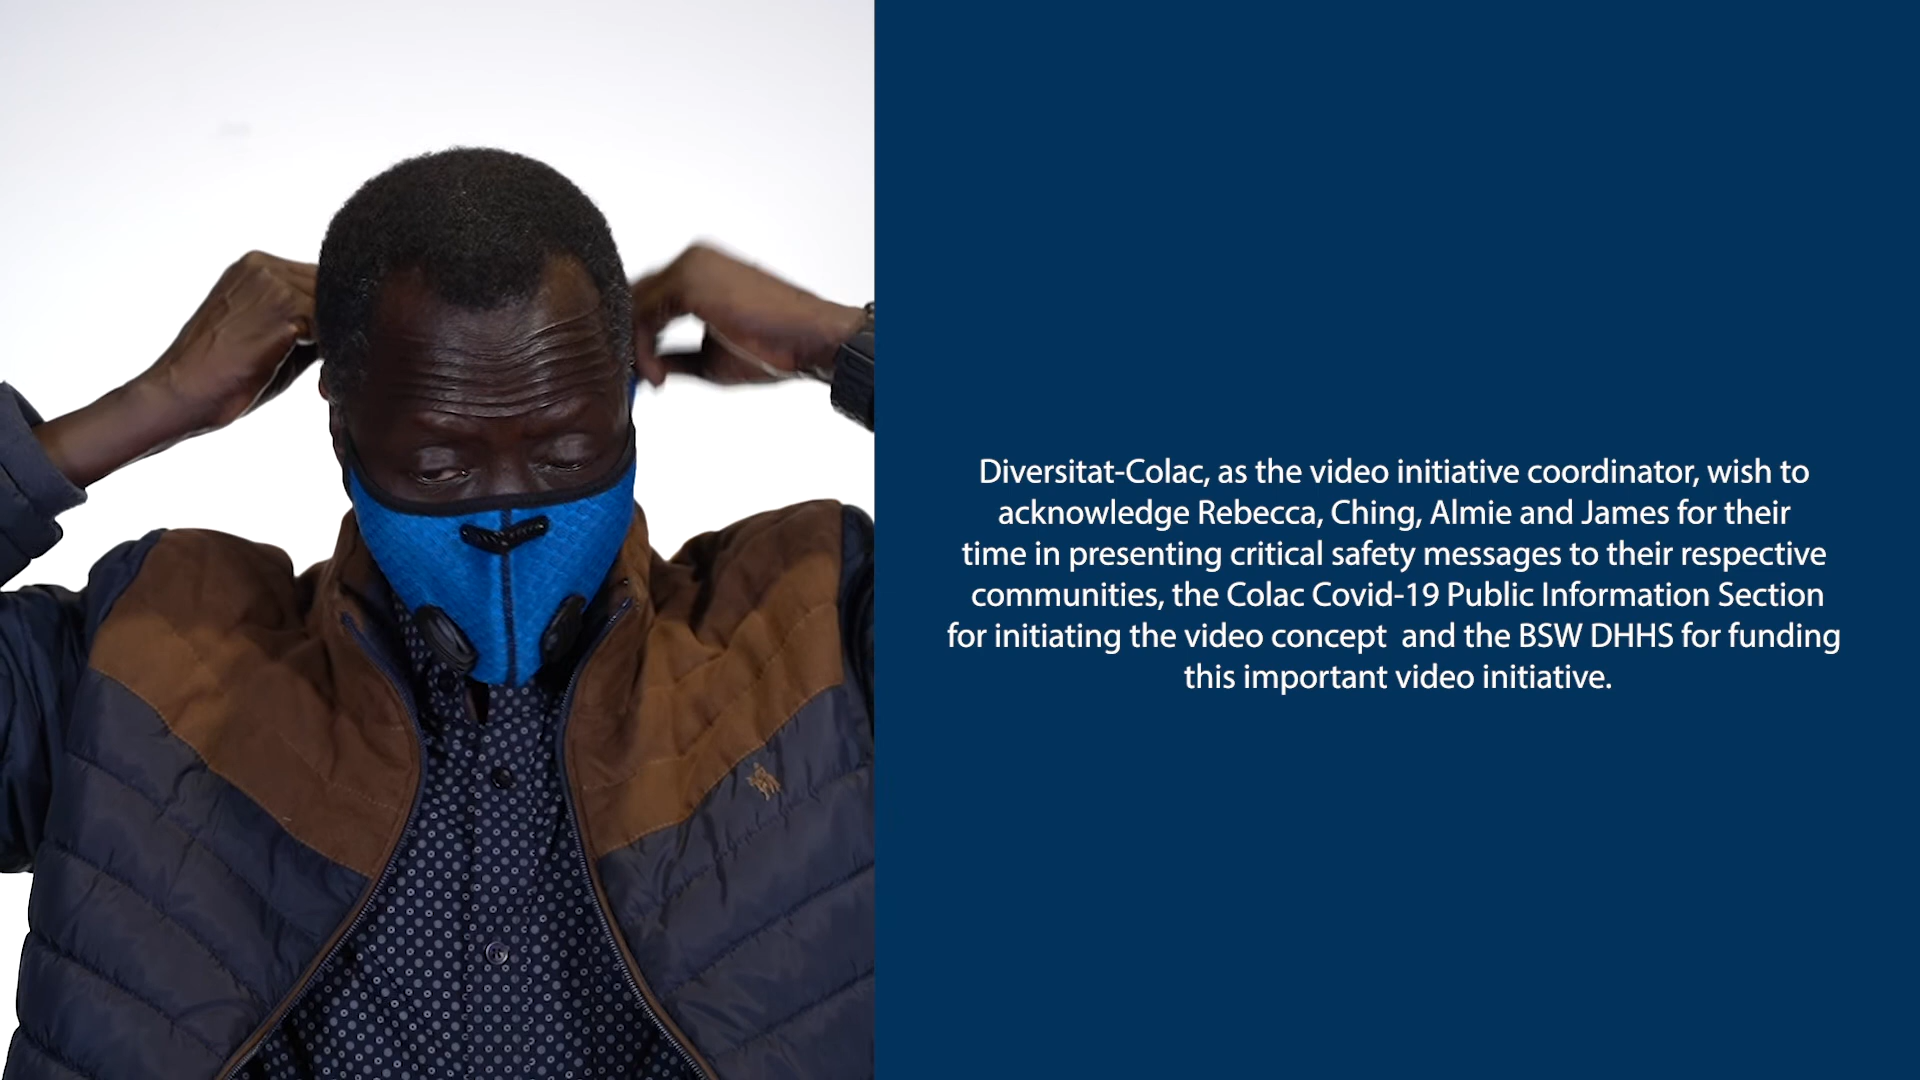 Diversitat-Colac, as the video initiative coordinator, wish to
acknowledge Rebecca, Ching, Almie and James for their
time in presenting critical safety messages to their respective
communities, the Colac Covid-19 Public Information Section
for initiating the video concept  and the BSW DHHS for funding
this important video initiative.